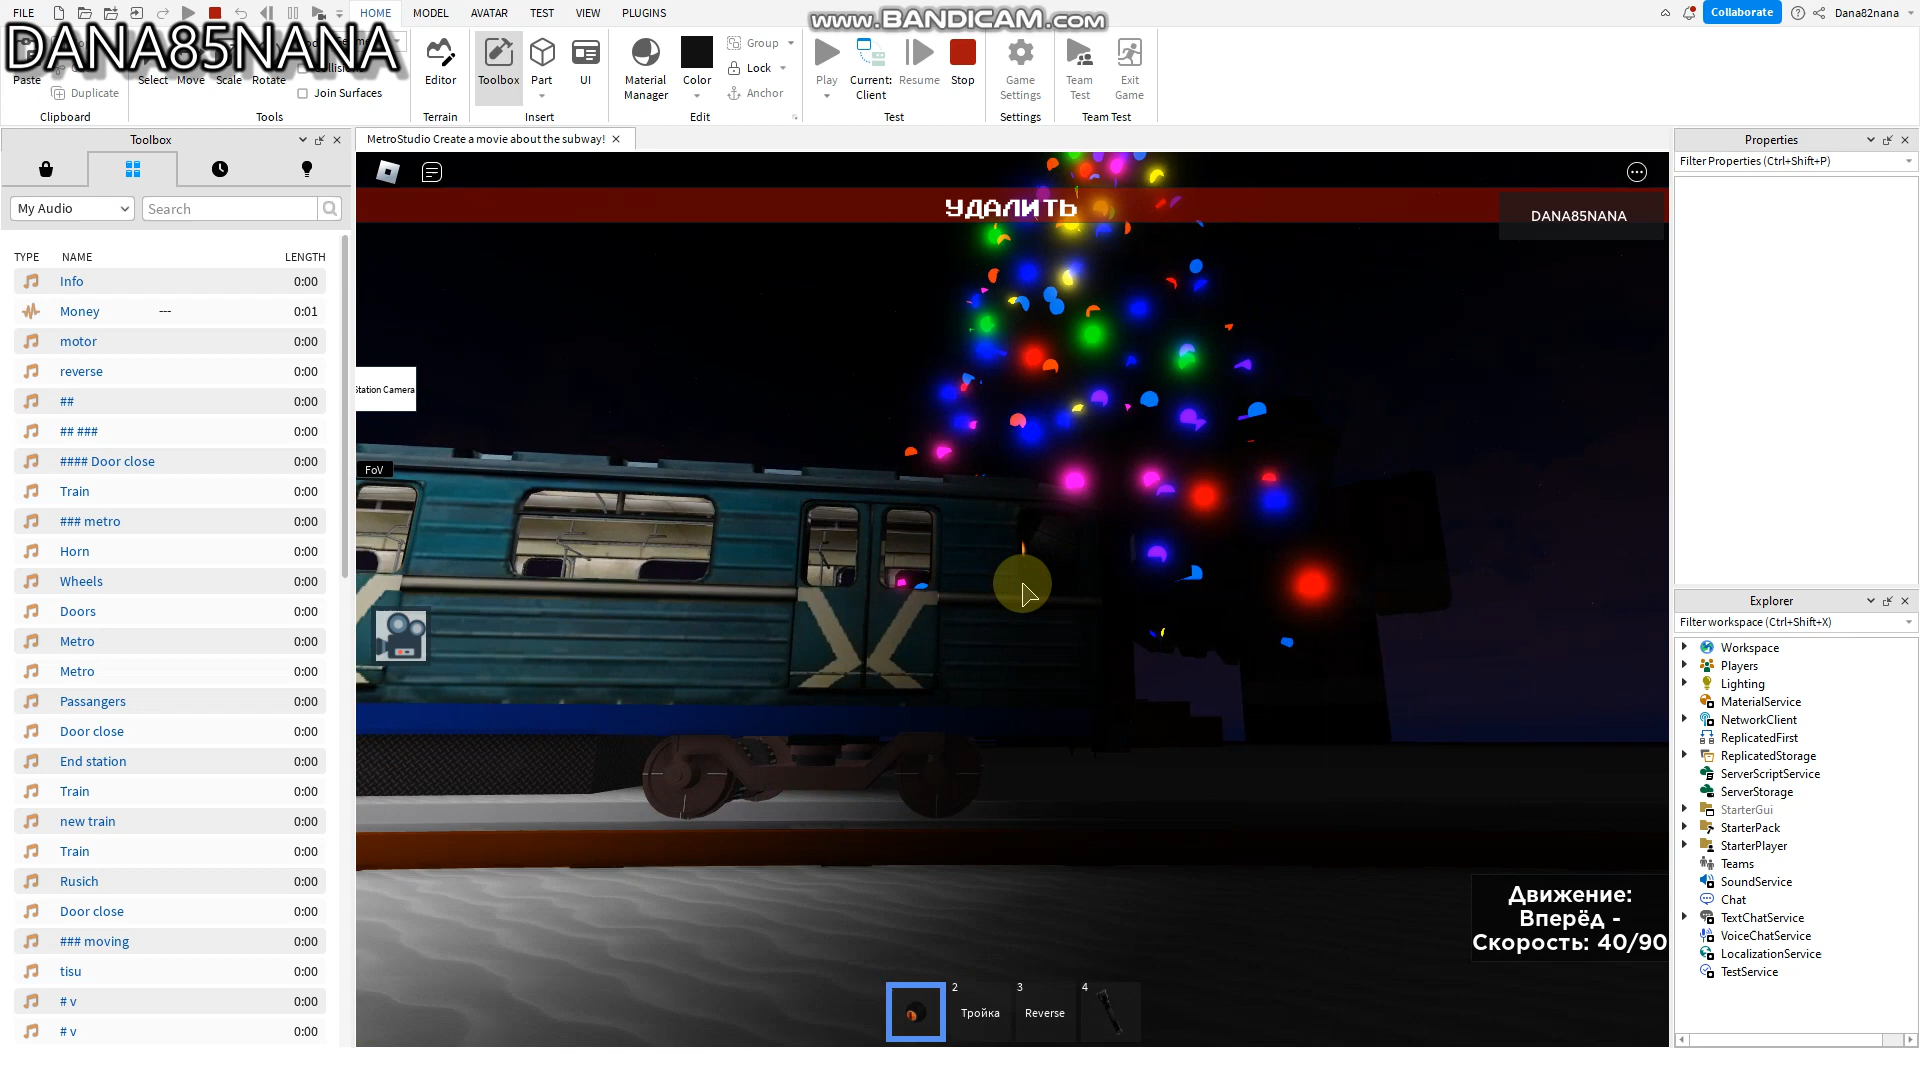 FILE
HOME
MODEL
AVATAR
TEST
VIEW
PLUGINS
www.BANDICAM.com
Collaborate
Dana82nana
DANA85NANA
Paste
Duplicate
Clipboard
Select
Move
Scale
Rotate
Join Surfaces
Tools
Editor
Terrain
Toolbox
Part
UI
Insert
Material
Manager
Color
Group
Lock
Anchor
Edit
Play
Current:
Client
Resume
Stop
Test
Game
Settings
Settings
Team
Test
Exit
Game
Team Test
Toolbox
My Audio
Search
TYPE NAME LENGTH
Info 0:00
Money --- 0:01
motor 0:00
reverse 0:00
## 0:00
## ### 0:00
#### Door close 0:00
Train 0:00
### metro 0:00
Horn 0:00
Wheels 0:00
Doors 0:00
Metro 0:00
Metro 0:00
Passangers 0:00
Door close 0:00
End station 0:00
Train 0:00
new train 0:00
Train 0:00
Rusich 0:00
Door close 0:00
### moving 0:00
tisu 0:00
# v 0:00
# v 0:00
MetroStudio Create a movie about the subway!
УДАЛИТЬ
DANA85NANA
Station Camera
FoV
Движение:
Вперёд -
Скорость: 40/90
2
Тройка
3
Reverse
4
Properties
Filter Properties (Ctrl+Shift+P)
Explorer
Filter workspace (Ctrl+Shift+X)
Workspace
Players
Lighting
MaterialService
NetworkClient
ReplicatedFirst
ReplicatedStorage
ServerScriptService
ServerStorage
StarterGui
StarterPack
StarterPlayer
Teams
SoundService
Chat
TextChatService
VoiceChatService
LocalizationService
TestService